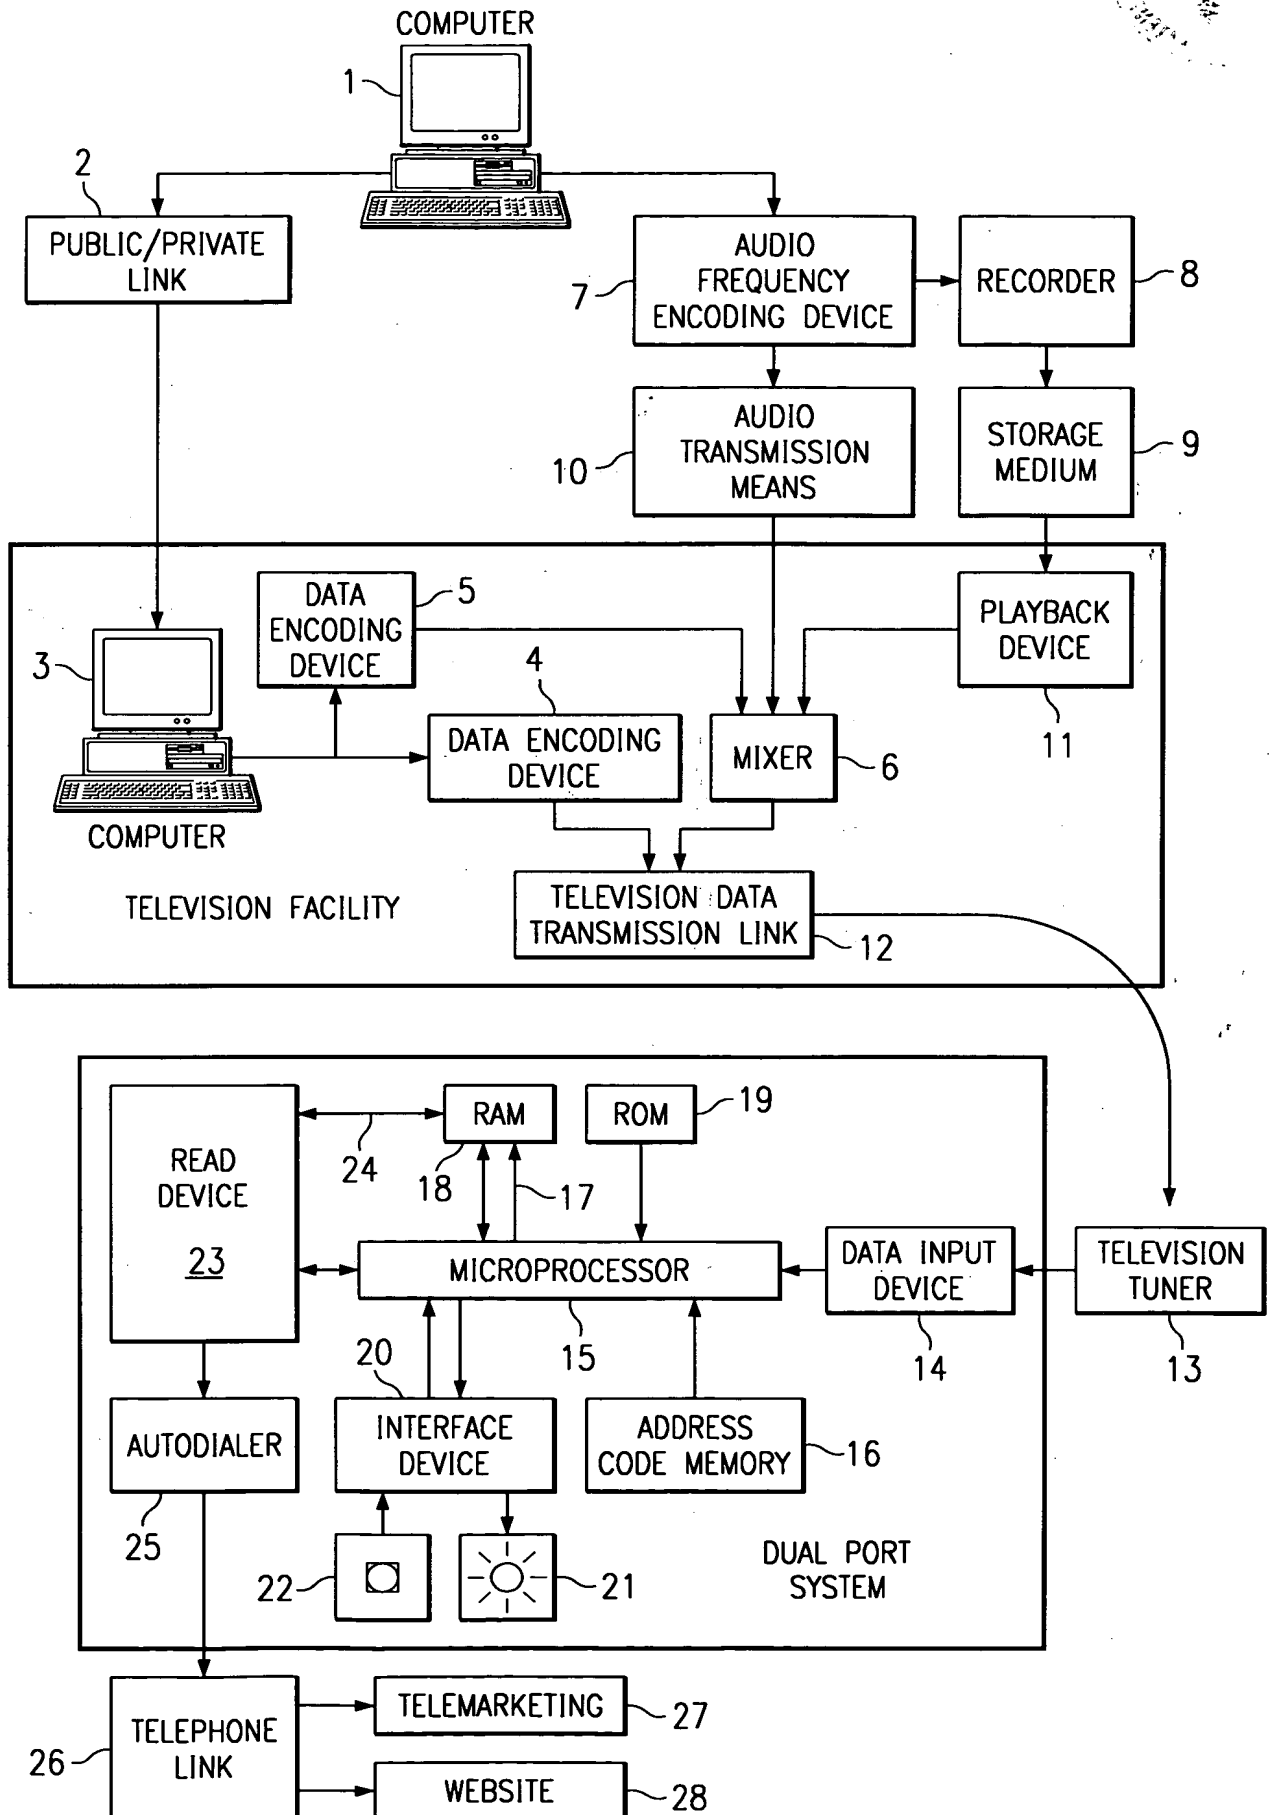 COMPUTER
1
2
PUBLIC/PRIVATE
LINK
AUDIO
FREQUENCY
ENCODING DEVICE
7
RECORDER
8
AUDIO
TRANSMISSION
MEANS
10
STORAGE
MEDIUM
9
DATA
ENCODING
DEVICE
5
PLAYBACK
DEVICE
11
3
COMPUTER
4
DATA ENCODING
DEVICE
MIXER
6
TELEVISION FACILITY
TELEVISION DATA
TRANSMISSION LINK
12
READ
DEVICE
23
24
RAM
18
17
ROM
19
MICROPROCESSOR
15
DATA INPUT
DEVICE
14
TELEVISION
TUNER
13
20
AUTODIALER
25
INTERFACE
DEVICE
ADDRESS
CODE MEMORY
16
22
21
DUAL PORT
SYSTEM
TELEPHONE
LINK
26
TELEMARKETING
27
WEBSITE
28